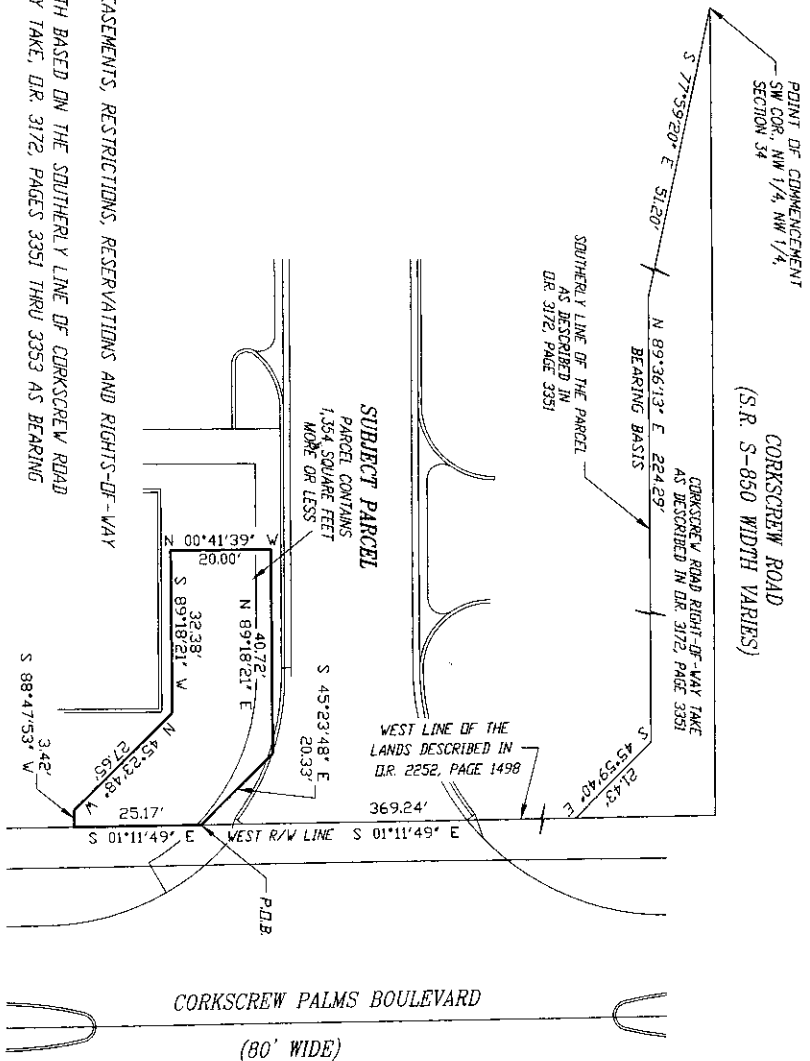 POINT OF COMMENCEMENT
SW COR., NW 1/4, NW 1/4,
SECTION 34
CORKSCREW ROAD
(S.R. S-850 WIDTH VARIES)
S 77°59'20" E 51.20'
N 89°36'13" E 224.29'
BEARING BASIS
CORKSCREW ROAD RIGHT-OF-WAY TAKE
AS DESCRIBED IN O.R. 3172, PAGE 3351
SOUTHERLY LINE OF THE PARCEL
AS DESCRIBED IN
O.R. 3172, PAGE 3351
S 45°59'40" E
21.43'
WEST LINE OF THE
LANDS DESCRIBED IN
O.R. 2252, PAGE 1498
369.24'
WEST R/W LINE S 01°11'49" E
SUBJECT PARCEL
PARCEL CONTAINS
1,354 SQUARE FEET
MORE OR LESS
N 00°41'39" W
20.00'
40.72'
N 89°18'21" E
S 45°23'48" E
20.33'
32.38'
S 89°18'21" W
N 45°23'48" W
27.65'
3.42'
S 88°47'53" W
25.17'
S 01°11'49" E
P.O.B.
CORKSCREW PALMS BOULEVARD
(80' WIDE)
EASEMENTS, RESTRICTIONS, RESERVATIONS AND RIGHTS-OF-WAY
BASED ON THE SOUTHERLY LINE OF CORKSCREW ROAD
TAKE, O.R. 3172, PAGES 3351 THRU 3353 AS BEARING